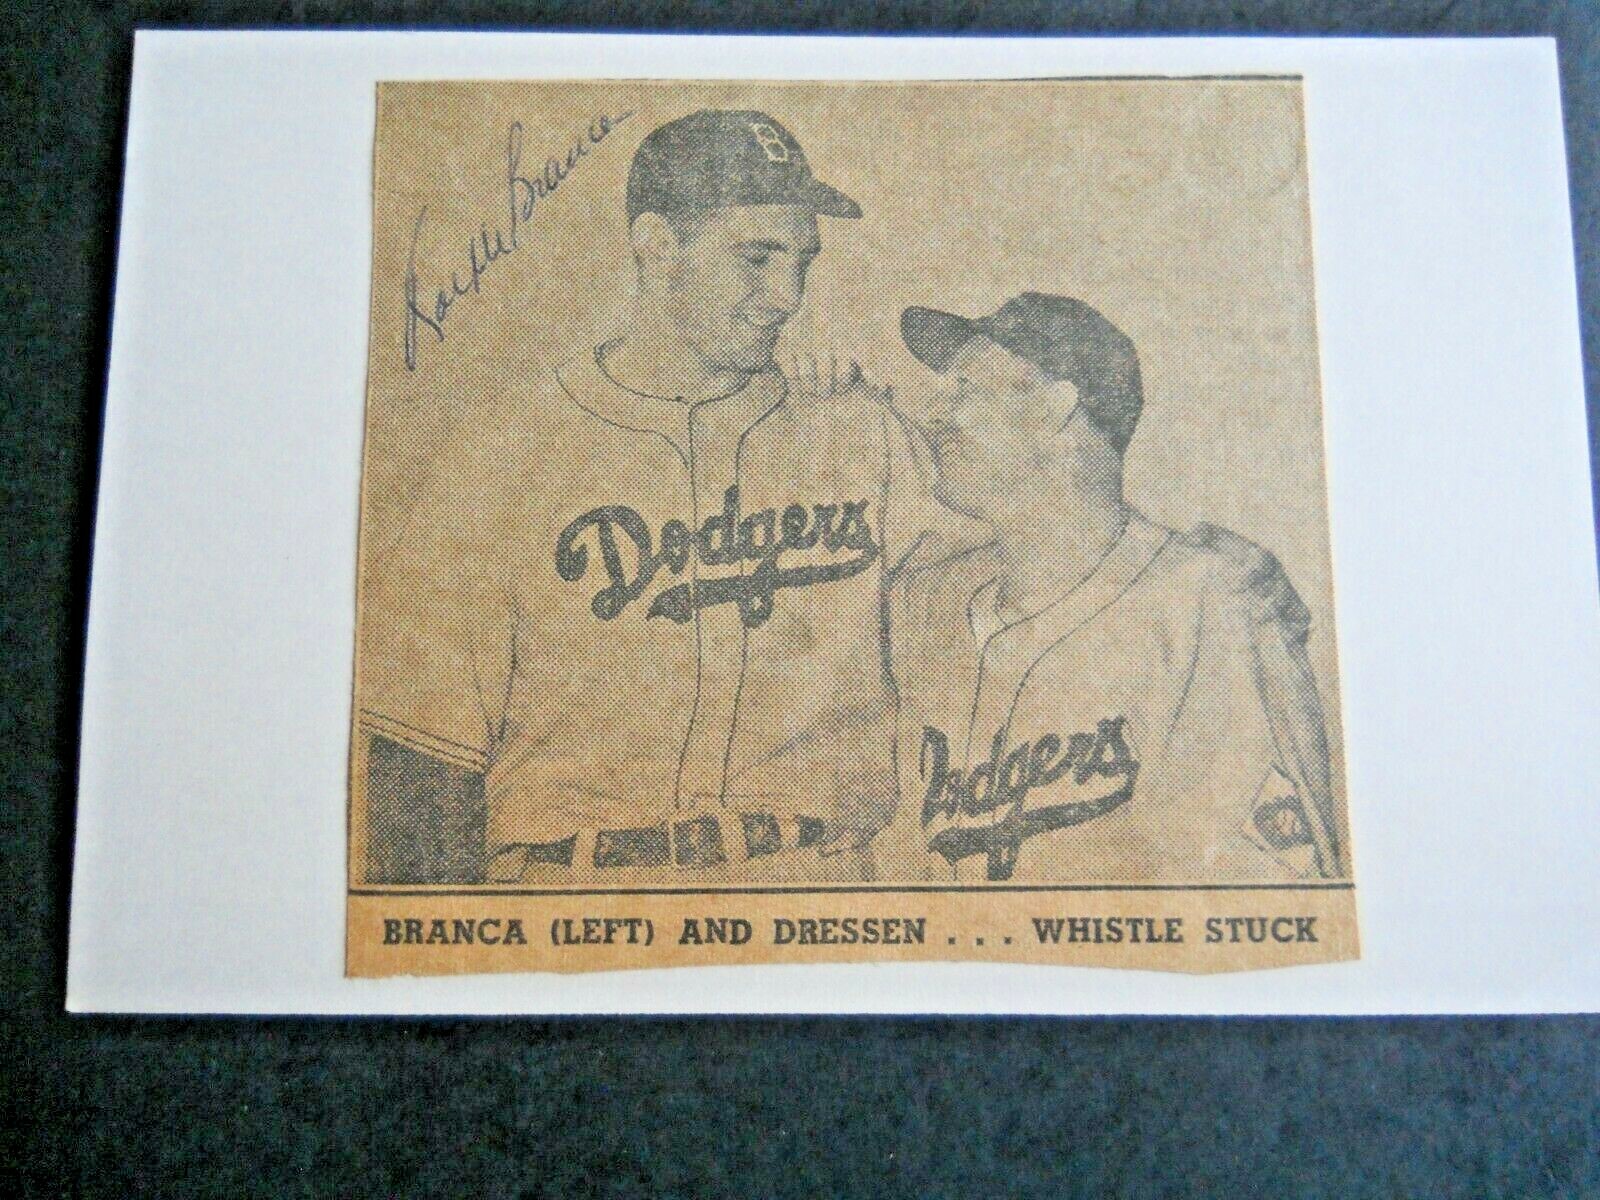 Ralph Branca
B
Dodgers
Dodgers
BRANCA (LEFT) AND DRESSEN . . . WHISTLE STUCK